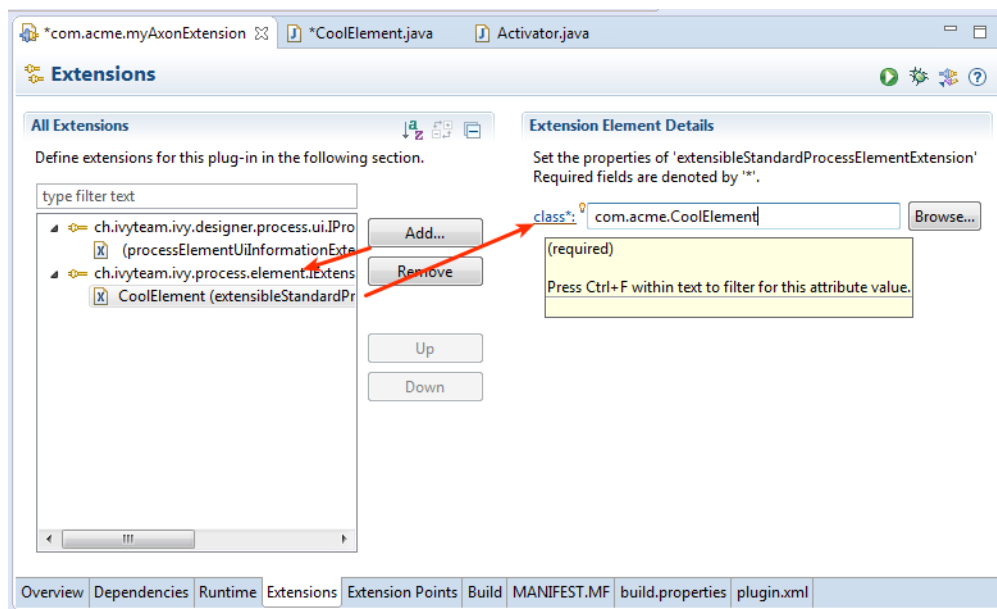 *com.acme.myAxonExtension
*CoolElement.java
Activator.java
Extensions
All Extensions
Define extensions for this plug-in in the following section.
type filter text
ch.ivyteam.ivy.designer.process.ui.IPro
(processElementUiInformationExte
ch.ivyteam.ivy.process.element.IExtens
CoolElement (extensibleStandardPr
Add...
Remove
Up
Down
Extension Element Details
Set the properties of 'extensibleStandardProcessElementExtension'
Required fields are denoted by '*'.
class*: com.acme.CoolElement Browse...
(required)
Press Ctrl+F within text to filter for this attribute value.
Overview Dependencies Runtime Extensions Extension Points Build MANIFEST.MF build.properties plugin.xml